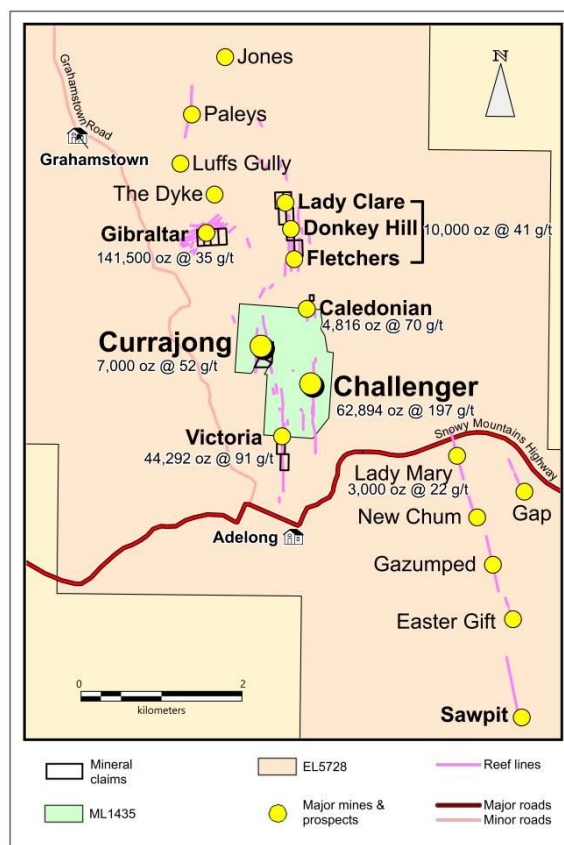 N
Jones
Grahamstown Road
Paleys
Grahamstown
Luffs Gully
The Dyke
Lady Clare
Donkey Hill
10,000 oz @ 41 g/t
Gibraltar
141,500 oz @ 35 g/t
Fletchers
Caledonian
4,816 oz @ 70 g/t
Currajong
7,000 oz @ 52 g/t
Challenger
62,894 oz @ 197 g/t
Snowy Mountains Highway
Victoria
44,292 oz @ 91 g/t
Lady Mary
3,000 oz @ 22 g/t
Gap
New Chum
Adelong
Gazumped
Easter Gift
0 2
kilometers
Sawpit
Mineral claims
EL5728
Reef lines
ML1435
Major mines & prospects
Major roads
Minor roads